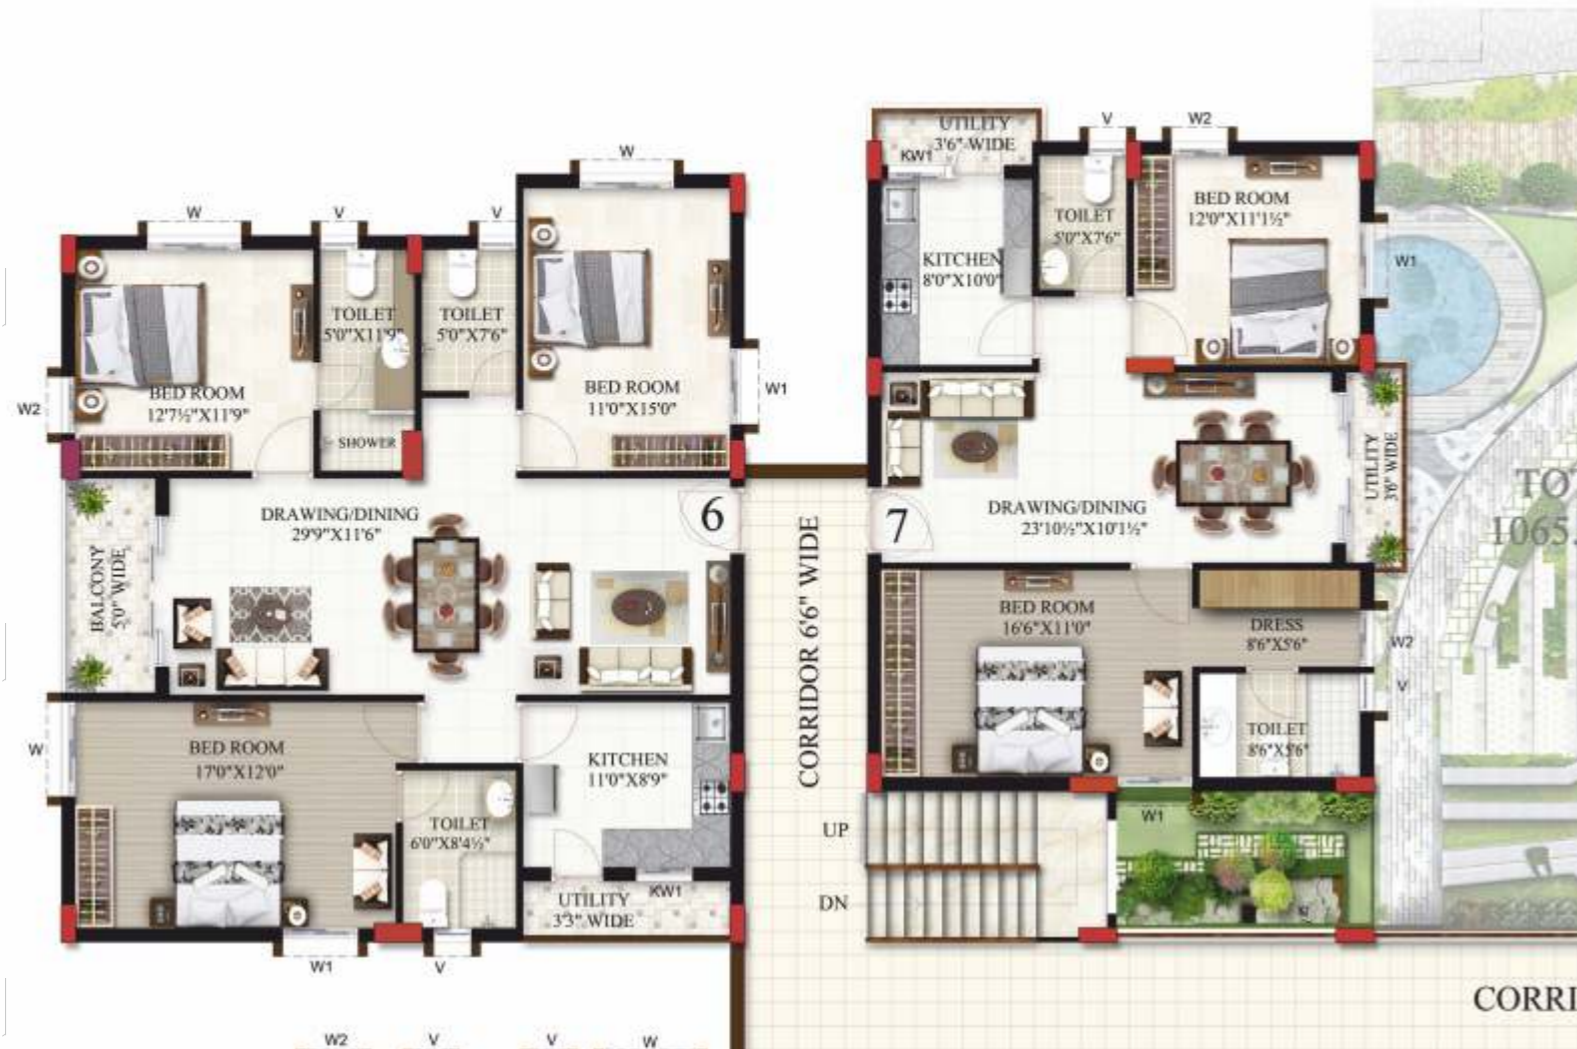 W
W
V
V
TOILET
5'0"X11'9"
TOILET
5'0"X7'6"
BED ROOM
12'7½"X11'9"
W2
SHOWER
BED ROOM
11'0"X15'0"
W1
DRAWING/DINING
29'9"X11'6"
6
BALCONY
5'0" WIDE
W
BED ROOM
17'0"X12'0"
KITCHEN
11'0"X8'9"
TOILET
6'0"X8'4½"
UTILITY
3'3" WIDE
KW1
W1
V
W2
V
V
W
CORRIDOR 6'6" WIDE
UP
DN
UTILITY
3'6" WIDE
KW1
V
W2
TOILET
5'0"X7'6"
BED ROOM
12'0"X11'1½"
W1
KITCHEN
8'0"X10'0"
7
DRAWING/DINING
23'10½"X10'1½"
UTILITY
3'6" WIDE
BED ROOM
16'6"X11'0"
DRESS
8'6"X5'6"
W2
V
TOILET
8'6"X5'6"
W1
TO
1065.
CORRI